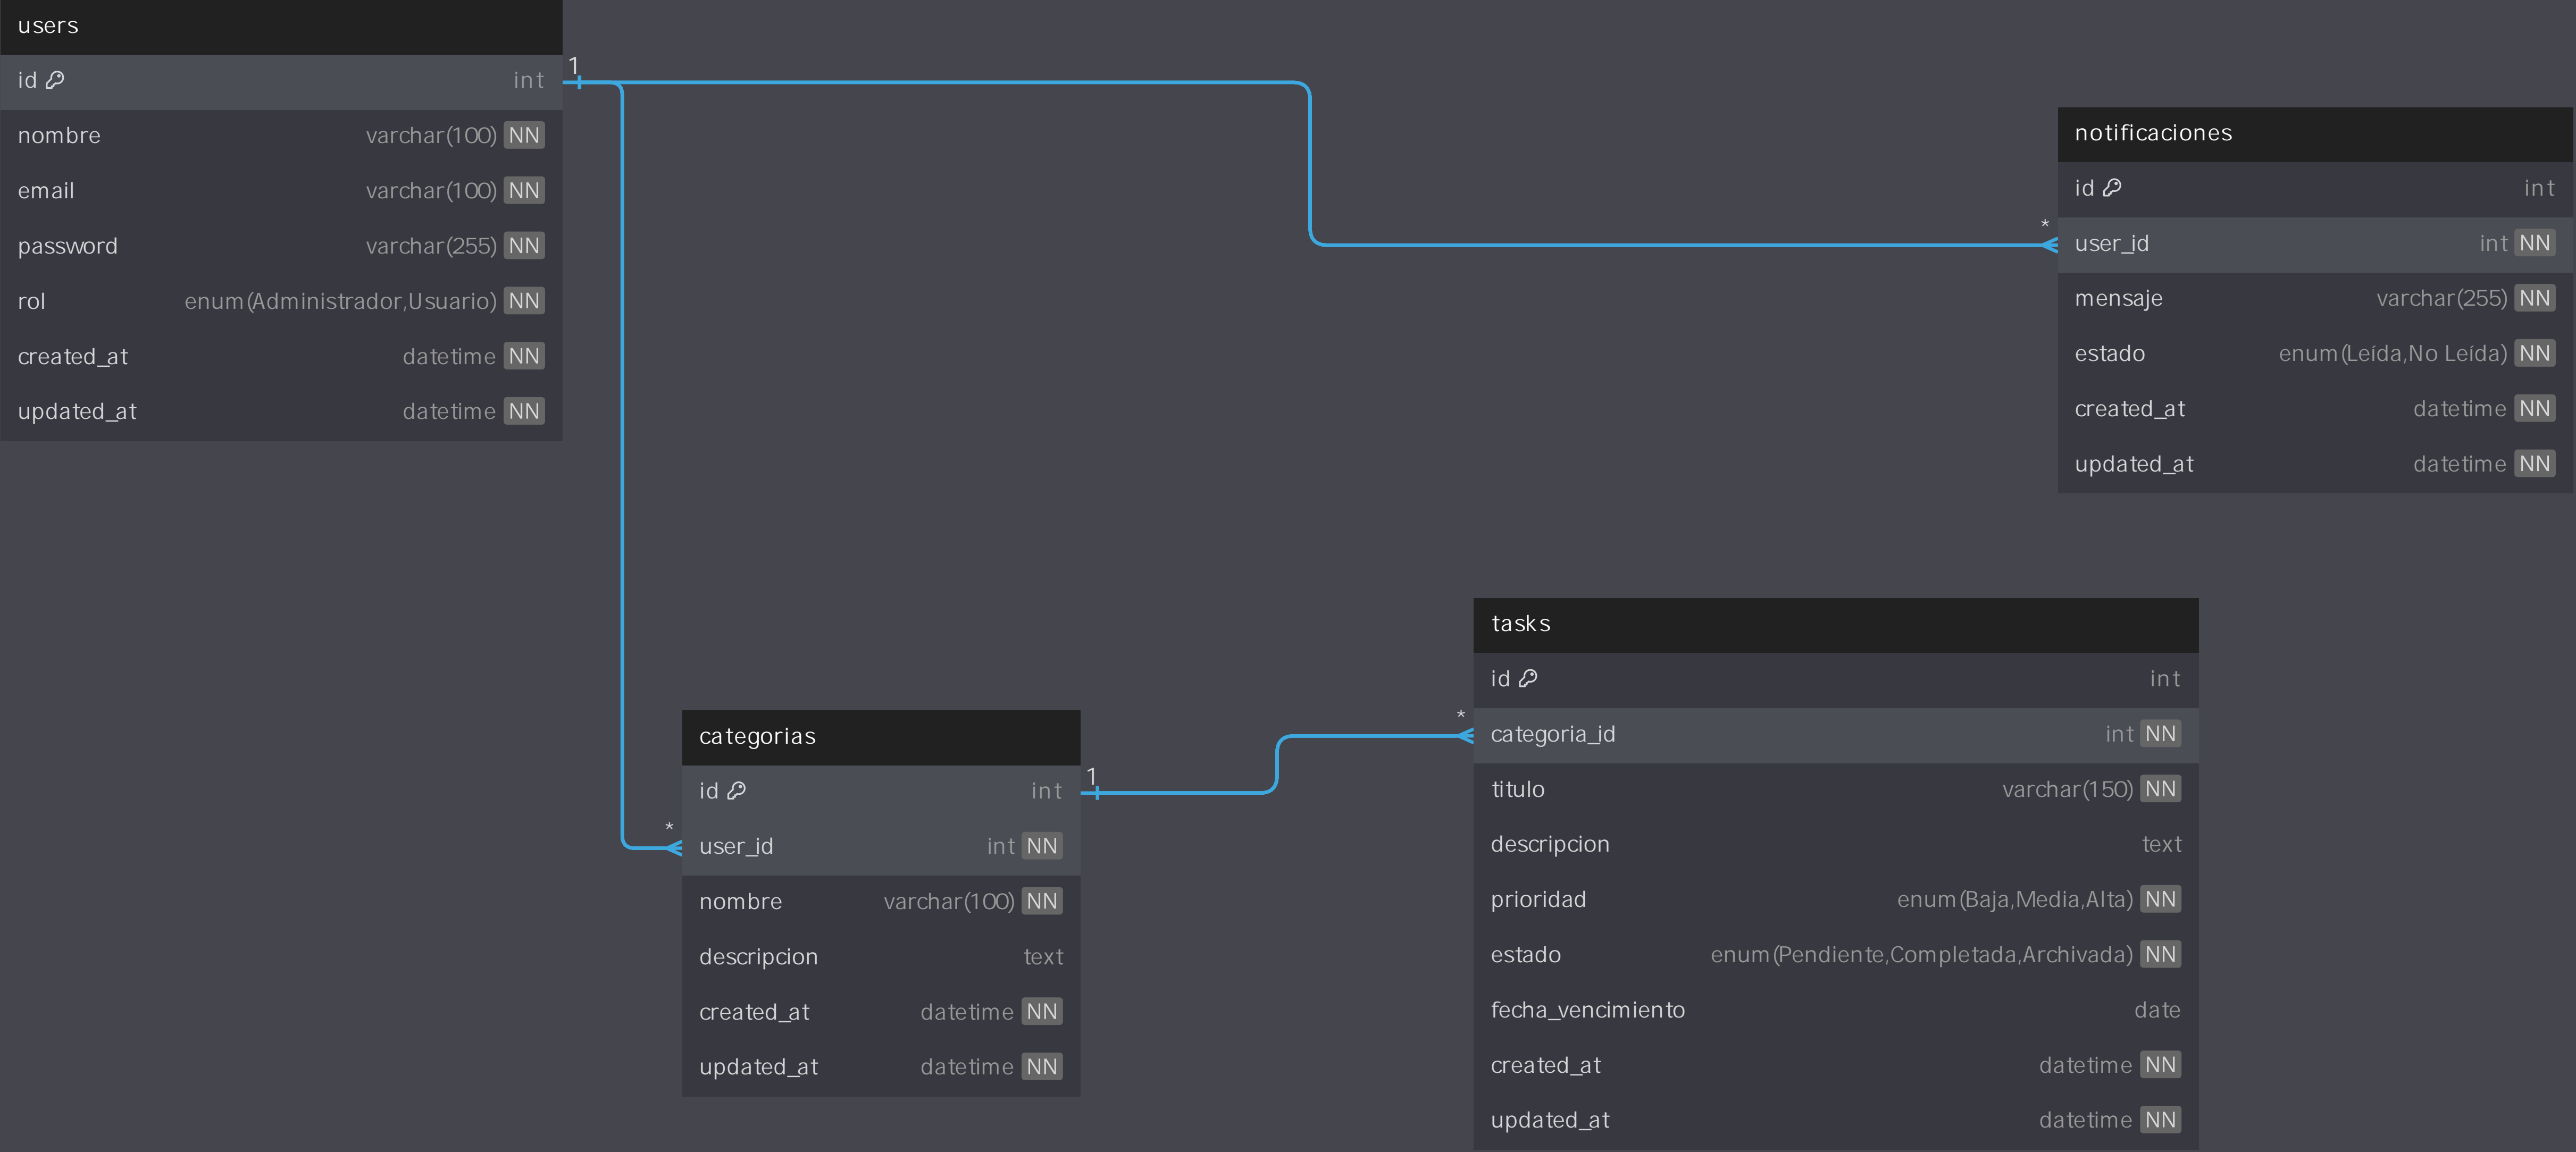 users
id int
1
nombre varchar(100) NN
email varchar(100) NN
password varchar(255) NN
rol enum(Administrador,Usuario) NN
created_at datetime NN
updated_at datetime NN
notificaciones
id int
*
user_id int NN
mensaje varchar(255) NN
estado enum(Leída,No Leída) NN
created_at datetime NN
updated_at datetime NN
categorias
id int
1
*
user_id int NN
nombre varchar(100) NN
descripcion text
created_at datetime NN
updated_at datetime NN
tasks
id int
*
categoria_id int NN
titulo varchar(150) NN
descripcion text
prioridad enum(Baja,Media,Alta) NN
estado enum(Pendiente,Completada,Archivada) NN
fecha_vencimiento date
created_at datetime NN
updated_at datetime NN